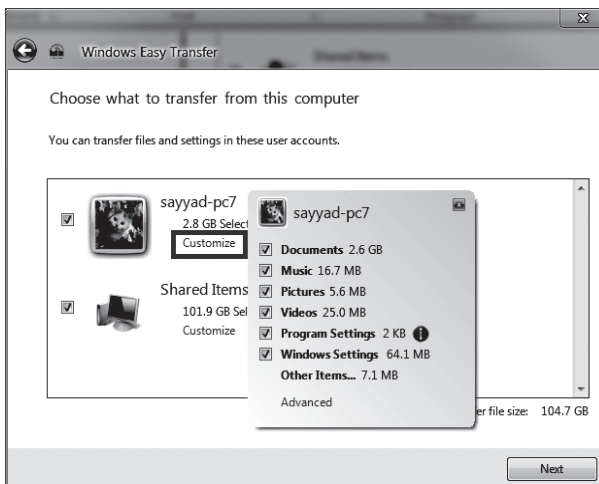 Windows Easy Transfer
Choose what to transfer from this computer
You can transfer files and settings in these user accounts.
sayyad-pc7
2.8 GB Select
Customize
Shared Items
101.9 GB Sel
Customize
sayyad-pc7
Documents 2.6 GB
Music 16.7 MB
Pictures 5.6 MB
Videos 25.0 MB
Program Settings 2 KB
Windows Settings 64.1 MB
Other Items... 7.1 MB
Advanced
er file size: 104.7 GB
Next